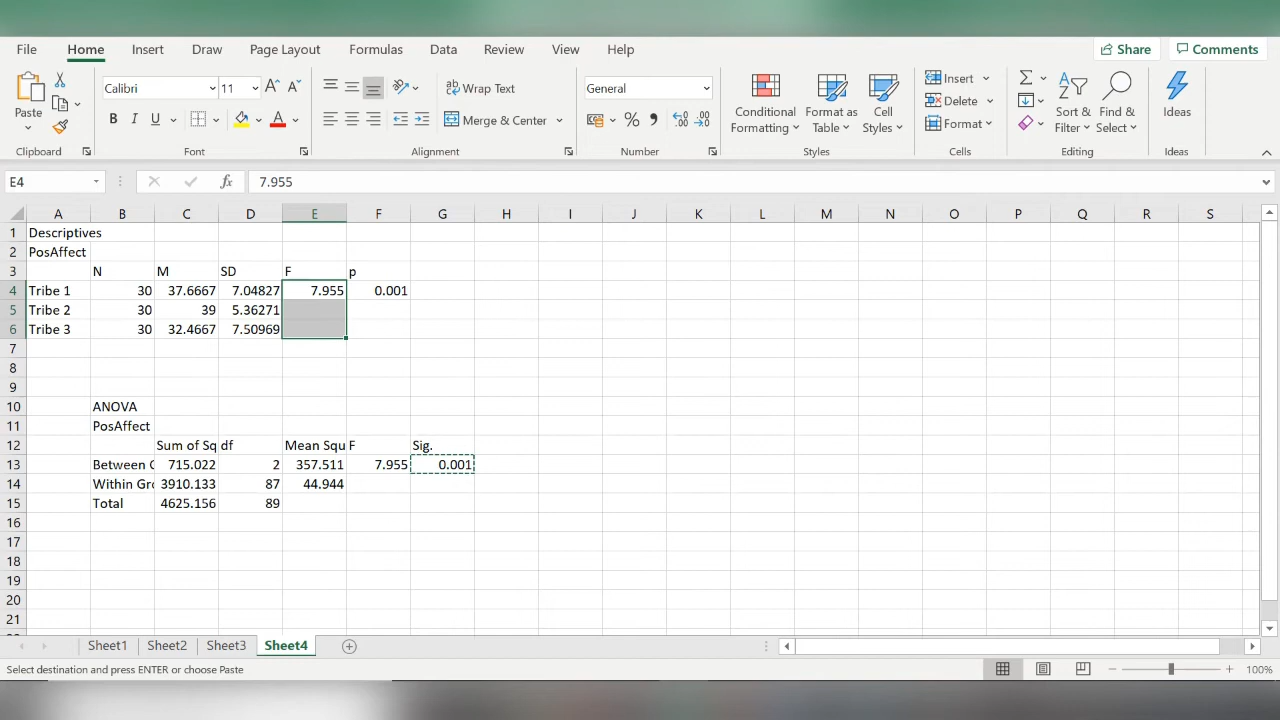 File Home Insert Draw Page Layout Formulas Data Review View Help Share Comments
Paste
Clipboard
Calibri 11
B I U
Font
Wrap Text
Merge & Center
Alignment
General
Number
Conditional Formatting
Format as Table
Cell Styles
Styles
Insert
Delete
Format
Cells
Sort & Filter
Find & Select
Editing
Ideas
Ideas
E4 fx 7.955
A B C D E F G H I J K L M N O P Q R S
1 Descriptives
2 PosAffect
3 N M SD F p
4 Tribe 1 30 37.6667 7.04827 7.955 0.001
5 Tribe 2 30 39 5.36271
6 Tribe 3 30 32.4667 7.50969
7
8
9
10 ANOVA
11 PosAffect
12 Sum of Sq df Mean Squ F Sig.
13 Between G 715.022 2 357.511 7.955 0.001
14 Within Gro 3910.133 87 44.944
15 Total 4625.156 89
16
17
18
19
20
21
Sheet1 Sheet2 Sheet3 Sheet4
Select destination and press ENTER or choose Paste 100%